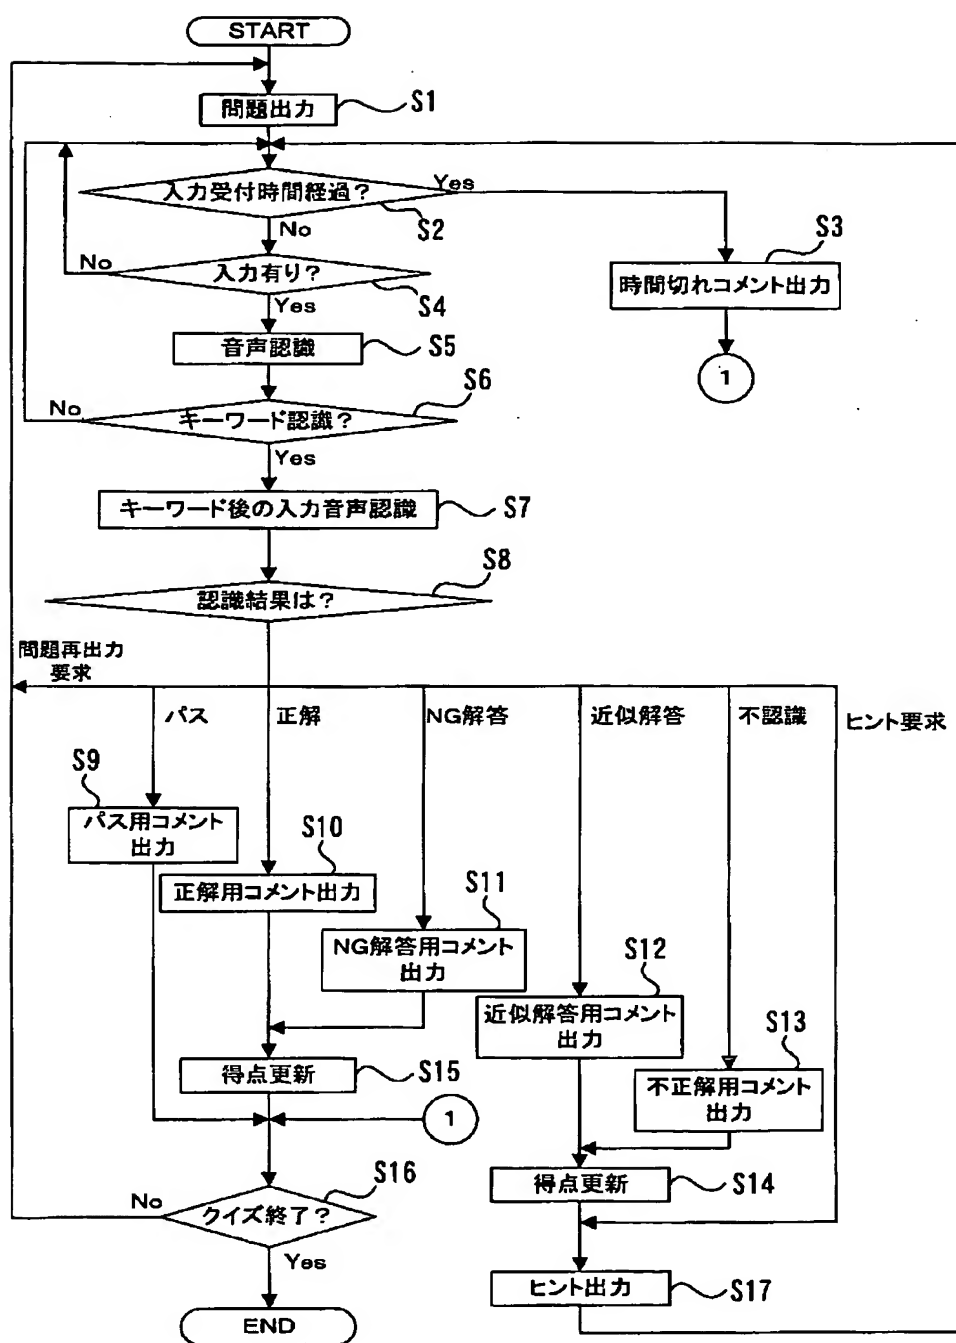 START
問題出力
S1
入力受付時間経過?
Yes
S2
No
S3
時間切れコメント出力
入力有り?
No
S4
Yes
音声認識
S5
1
S6
キーワード認識?
No
Yes
キーワード後の入力音声認識
S7
S8
認識結果は?
問題再出力
要求
パス
正解
NG解答
近似解答
不認識
ヒント要求
S9
パス用コメント
出力
S10
正解用コメント出力
S11
NG解答用コメント
出力
S12
近似解答用コメント
出力
S13
不正解用コメント
出力
得点更新
S15
1
得点更新
S14
S16
クイズ終了?
No
Yes
ヒント出力
S17
END